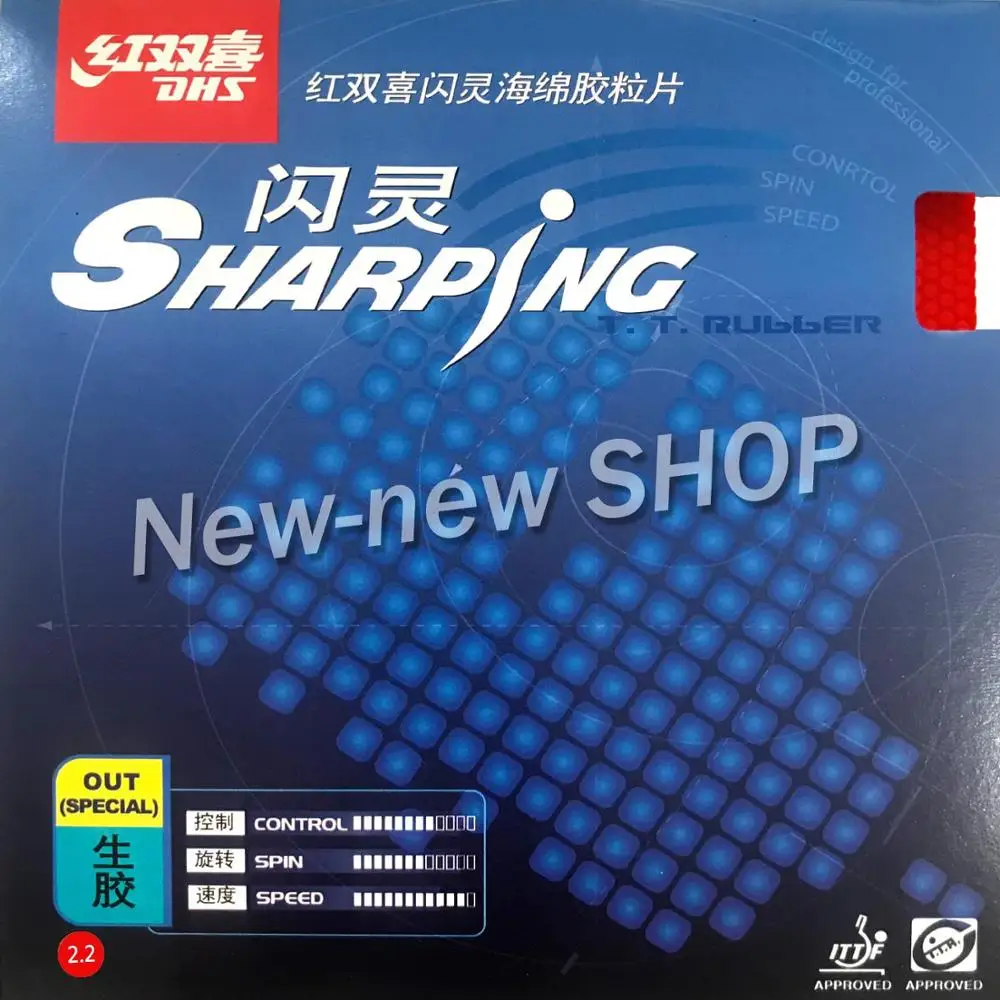 红双喜
DHS
红双喜闪灵海绵胶粒片
design for
professional
CONRTOL
SPIN
SPEED
闪灵
SHARPING
T. T. RUBBER
New-néw SHOP
OUT
(SPECIAL)
生
胶
控制 CONTROL
旋转 SPIN
速度 SPEED
2.2
ITTF
APPROVED
T.T.A.
APPROVED